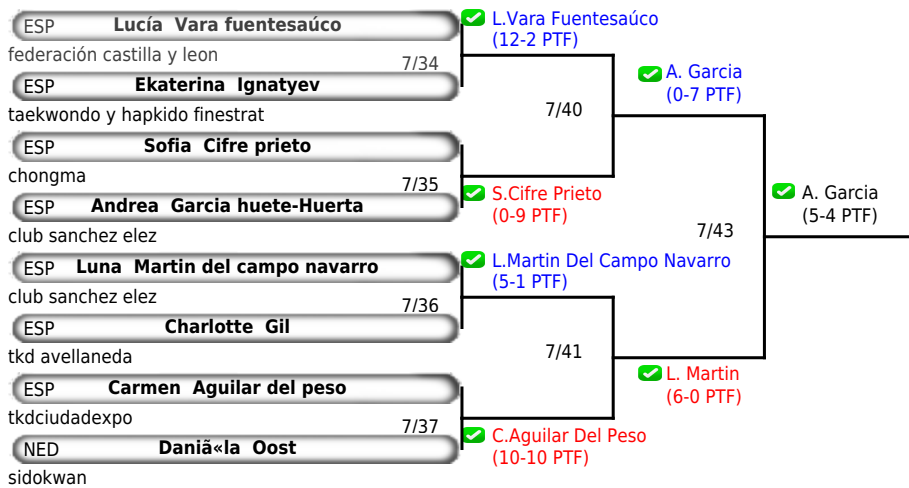 ESP Lucía Vara fuentesaúco
federación castilla y leon
7/34
ESP Ekaterina Ignatyev
taekwondo y hapkido finestrat
ESP Sofia Cifre prieto
chongma
7/35
ESP Andrea Garcia huete-Huerta
club sanchez elez
ESP Luna Martin del campo navarro
club sanchez elez
7/36
ESP Charlotte Gil
tkd avellaneda
ESP Carmen Aguilar del peso
tkdciudadexpo
7/37
NED Daniã«la Oost
sidokwan
L.Vara Fuentesaúco
(12-2 PTF)
7/40
S.Cifre Prieto
(0-9 PTF)
L.Martin Del Campo Navarro
(5-1 PTF)
7/41
C.Aguilar Del Peso
(10-10 PTF)
A. Garcia
(0-7 PTF)
7/43
L. Martin
(6-0 PTF)
A. Garcia
(5-4 PTF)